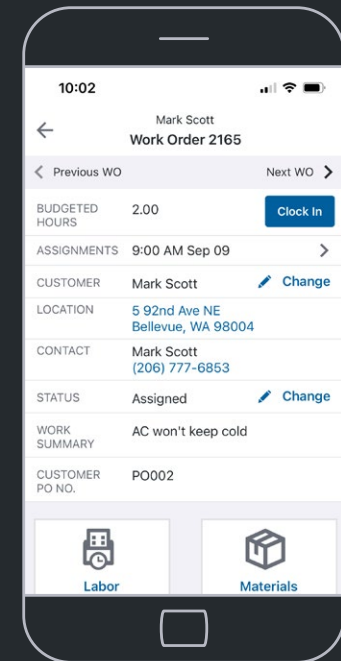 10:02
Mark Scott
Work Order 2165
Previous WO
Next WO
BUDGETED
HOURS
2.00
Clock In
ASSIGNMENTS
9:00 AM Sep 09
CUSTOMER
Mark Scott
Change
LOCATION
5 92nd Ave NE
Bellevue, WA 98004
CONTACT
Mark Scott
(206) 777-6853
STATUS
Assigned
Change
WORK
SUMMARY
AC won't keep cold
CUSTOMER
PO NO.
PO002
Labor
Materials